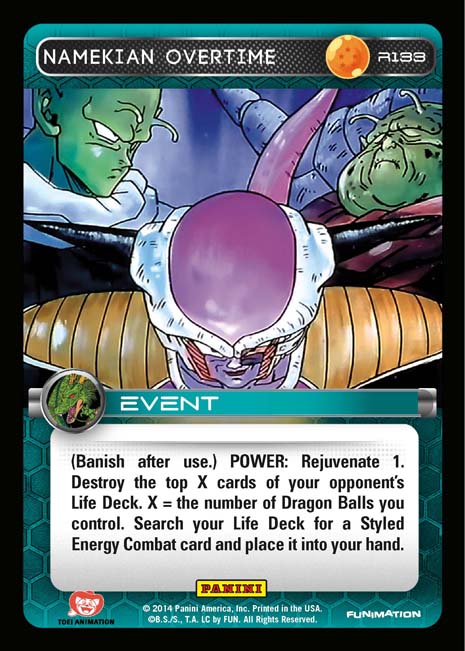 NAMEKIAN OVERTIME R133
EVENT
(Banish after use.) POWER: Rejuvenate 1.
Destroy the top X cards of your opponent's
Life Deck. X = the number of Dragon Balls you
control. Search your Life Deck for a Styled
Energy Combat card and place it into your hand.
PANINI
© 2014 Panini America, Inc. Printed in the USA.
©B.S./S., T.A. LC by FUN. All Rights Reserved.
TOEI ANIMATION
FUNIMATION